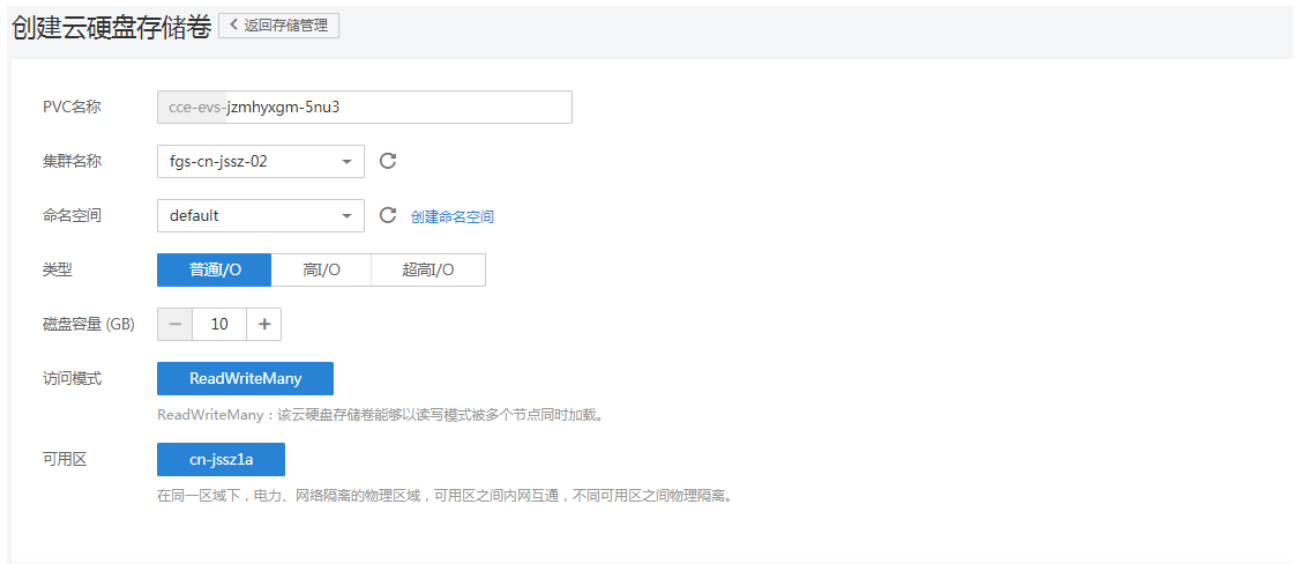 创建云硬盘存储卷 < 返回存储管理
PVC名称 cce-evs-jzmhyxgm-5nu3
集群名称 fgs-cn-jssz-02
命名空间 default 创建命名空间
类型 普通I/O 高I/O 超高I/O
磁盘容量 (GB) − 10 +
访问模式 ReadWriteMany
ReadWriteMany：该云硬盘存储卷能够以读写模式被多个节点同时加载。
可用区 cn-jssz1a
在同一区域下，电力、网络隔离的物理区域，可用区之间内网互通，不同可用区之间物理隔离。